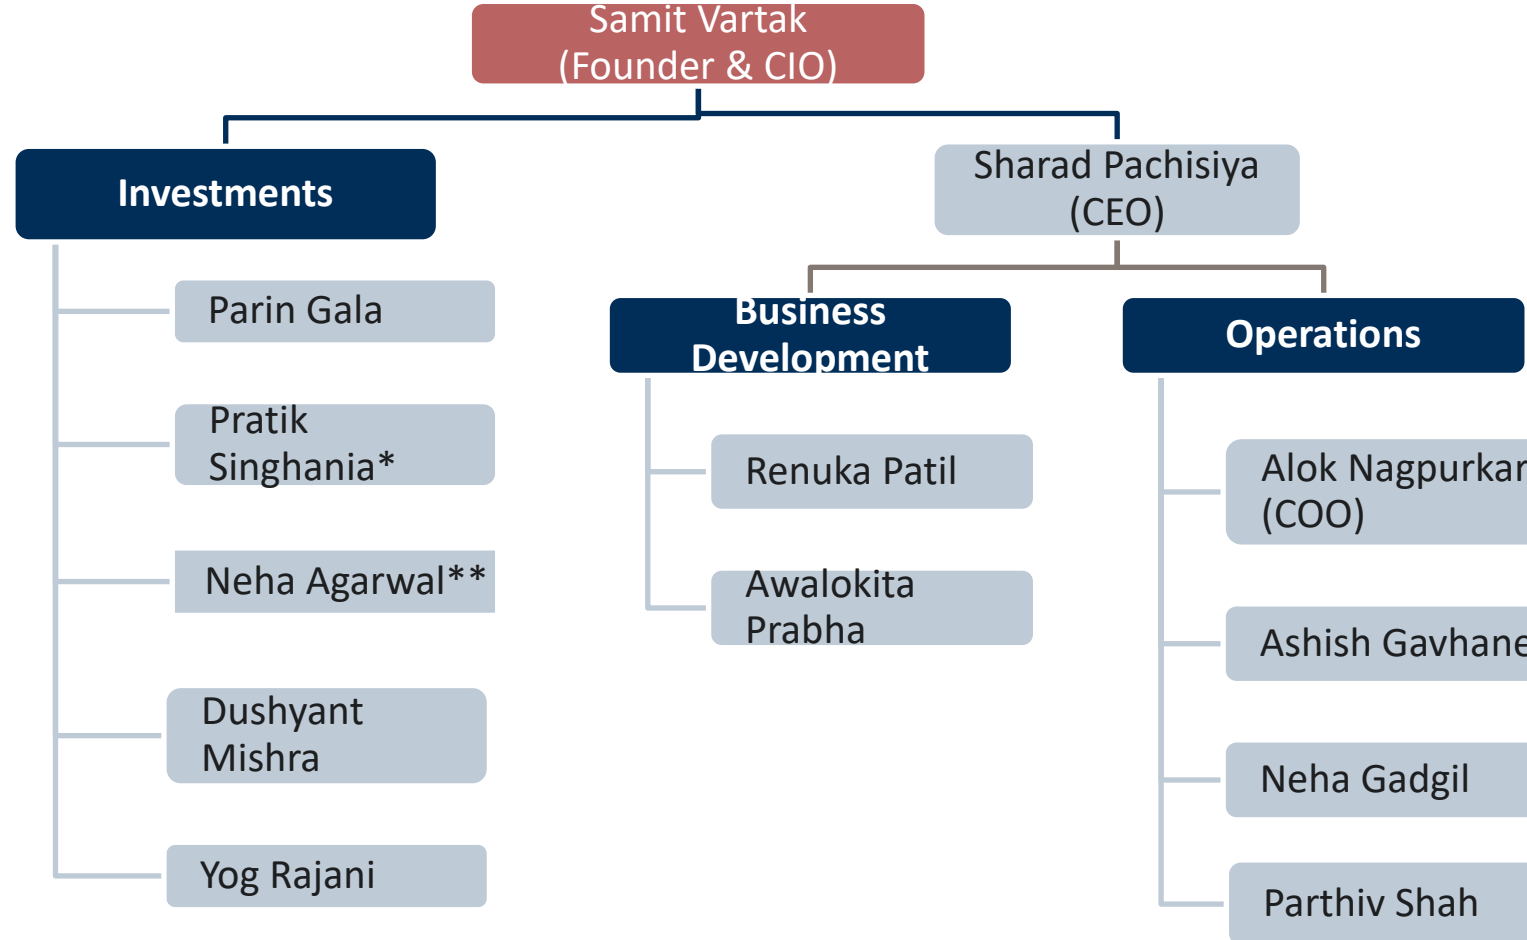 Samit Vartak
(Founder & CIO)
Investments
Sharad Pachisiya
(CEO)
Parin Gala
Pratik
Singhania*
Neha Agarwal**
Dushyant
Mishra
Yog Rajani
Business
Development
Renuka Patil
Awalokita
Prabha
Operations
Alok Nagpurkar
(COO)
Ashish Gavhane
Neha Gadgil
Parthiv Shah